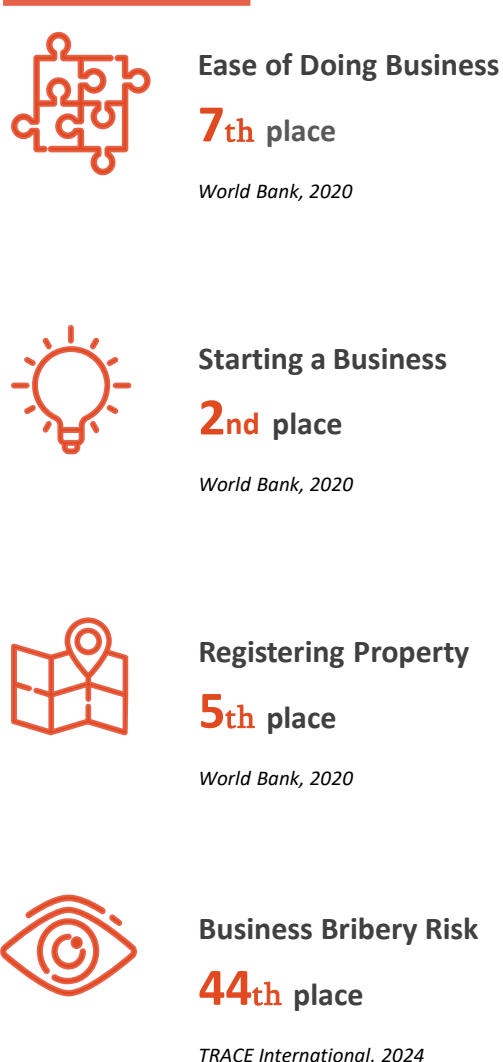 Ease of Doing Business
7th place
World Bank, 2020
Starting a Business
2nd place
World Bank, 2020
Registering Property
5th place
World Bank, 2020
Business Bribery Risk
44th place
TRACE International, 2024